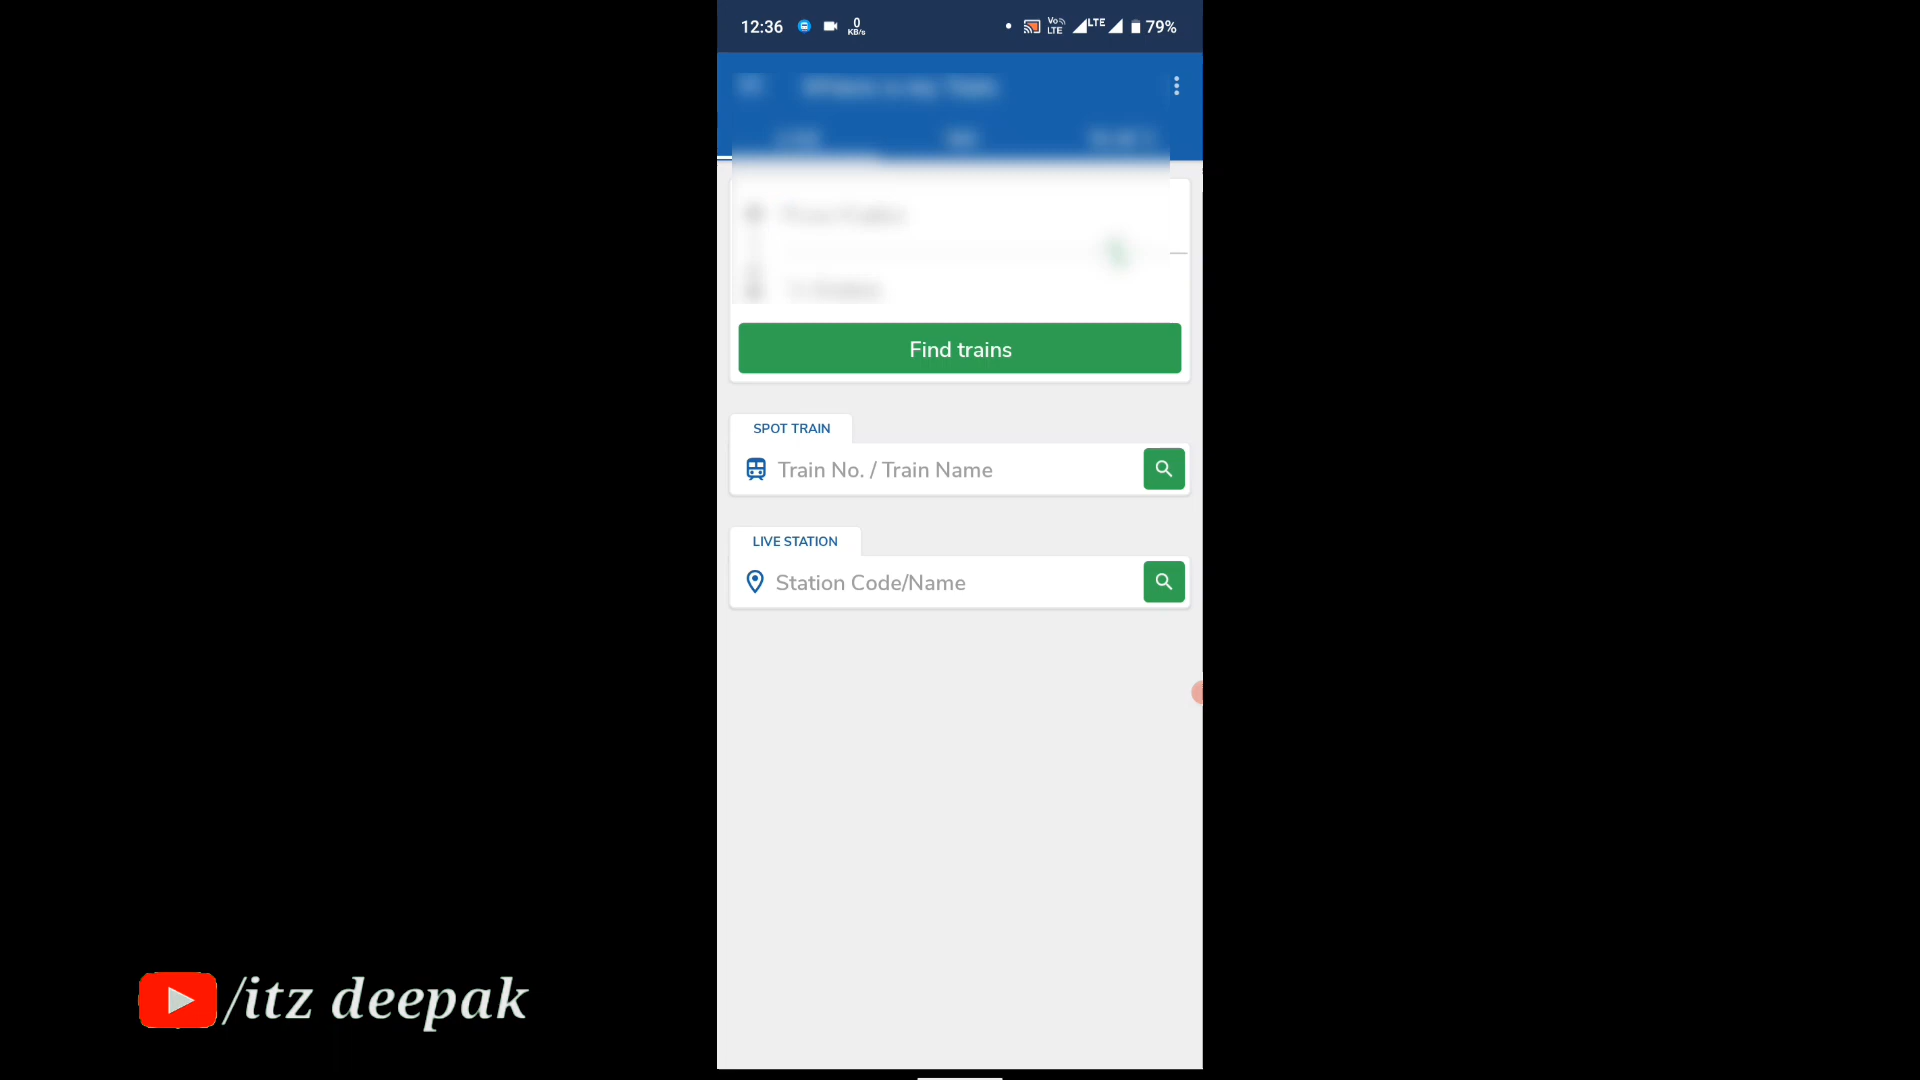 12:36 0 KB/s Vo LTE LTE 79%
Find trains
SPOT TRAIN
Train No. / Train Name
LIVE STATION
Station Code/Name
/itz deepak